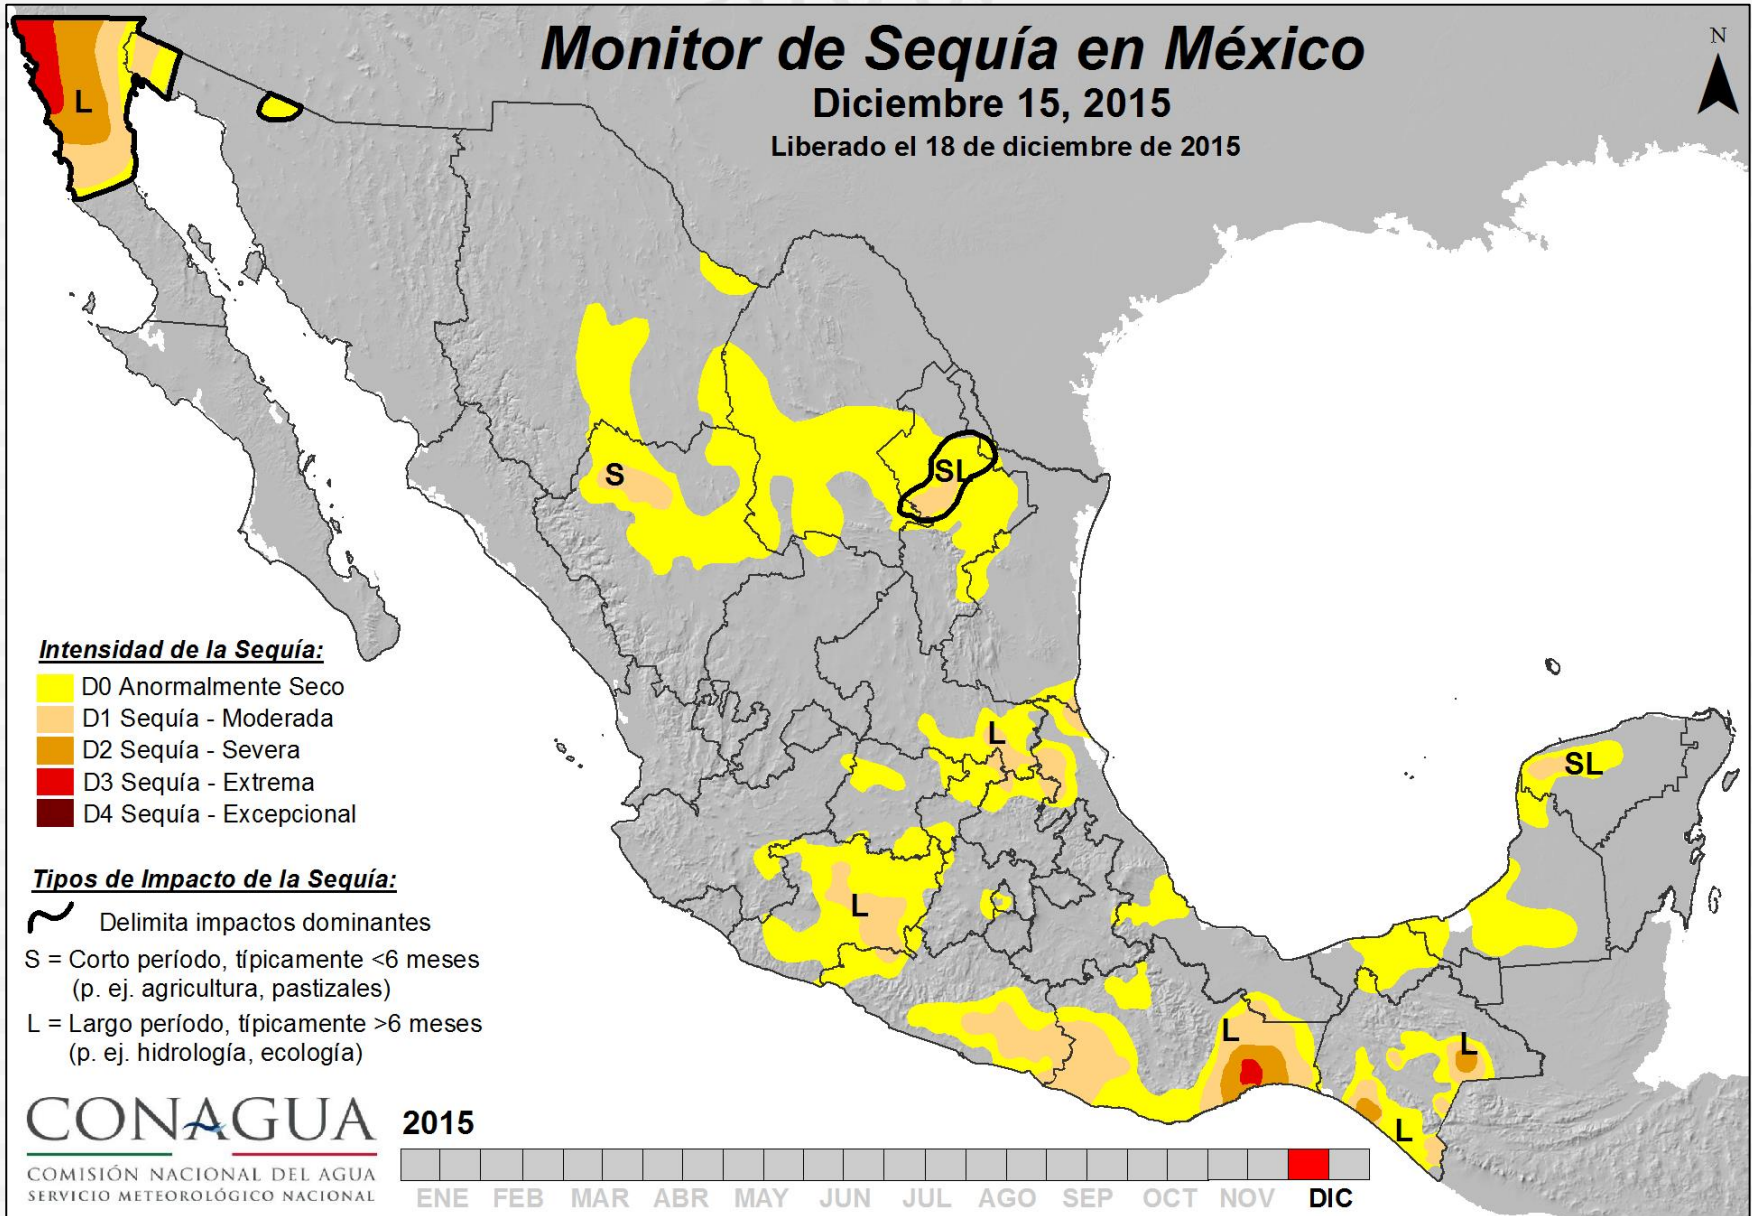 Monitor de Sequía en México
Diciembre 15, 2015
Liberado el 18 de diciembre de 2015
N
L
S
SL
L
SL
L
L
L
L
Intensidad de la Sequía:
D0 Anormalmente Seco
D1 Sequía - Moderada
D2 Sequía - Severa
D3 Sequía - Extrema
D4 Sequía - Excepcional
Tipos de Impacto de la Sequía:
Delimita impactos dominantes
S = Corto período, típicamente <6 meses
(p. ej. agricultura, pastizales)
L = Largo período, típicamente >6 meses
(p. ej. hidrología, ecología)
CONAGUA
COMISIÓN NACIONAL DEL AGUA
SERVICIO METEOROLÓGICO NACIONAL
2015
ENE FEB MAR ABR MAY JUN JUL AGO SEP OCT NOV DIC